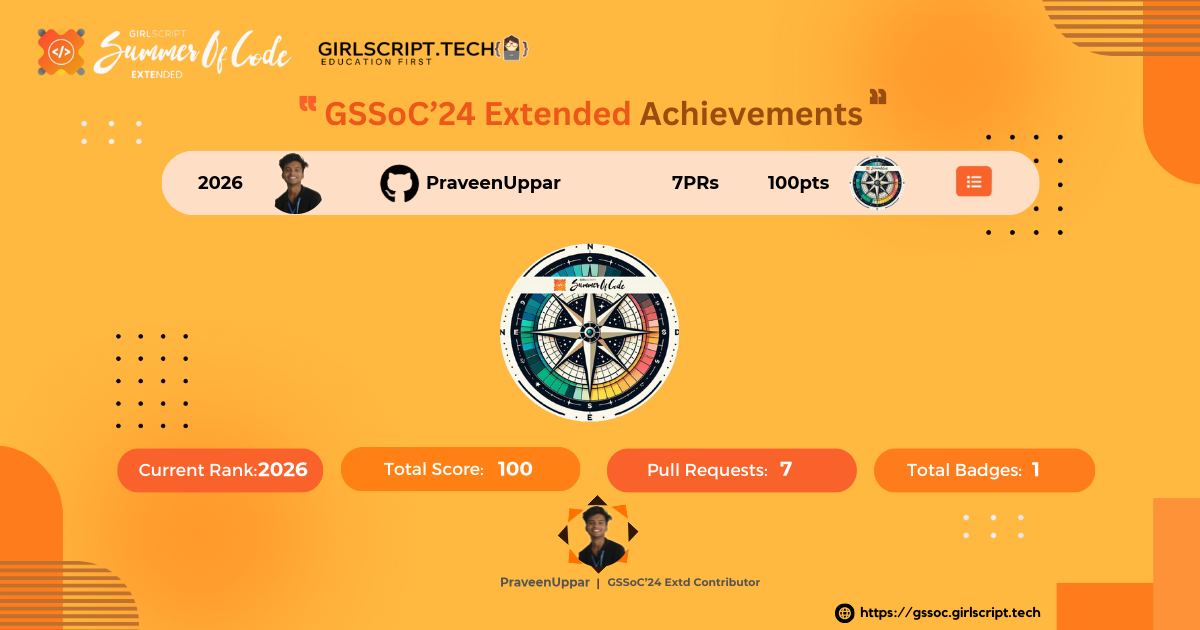 GIRLSCRIPT
Summer Of Code
EXTENDED
GIRLSCRIPT.TECH
EDUCATION FIRST
" GSSoC'24 Extended Achievements "
2026 PraveenUppar 7PRs 100pts
N
C
GIRLSCRIPT
Summer Of Code
N E S D
S
E
Current Rank:2026 Total Score: 100 Pull Requests: 7 Total Badges: 1
PraveenUppar | GSSoC'24 Extd Contributor
https://gssoc.girlscript.tech